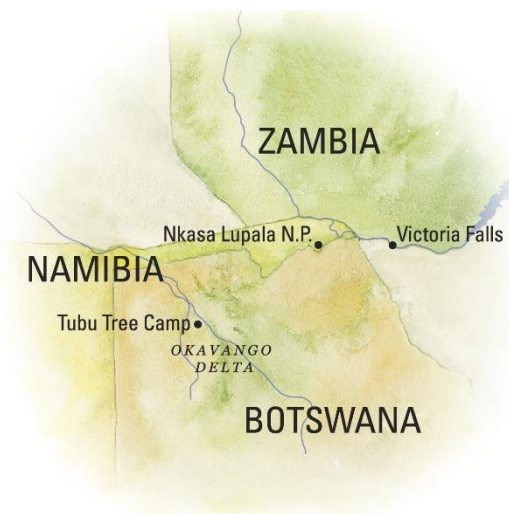 ZAMBIA
Nkasa Lupala N.P.
Victoria Falls
NAMIBIA
Tubu Tree Camp
OKAVANGO
DELTA
BOTSWANA